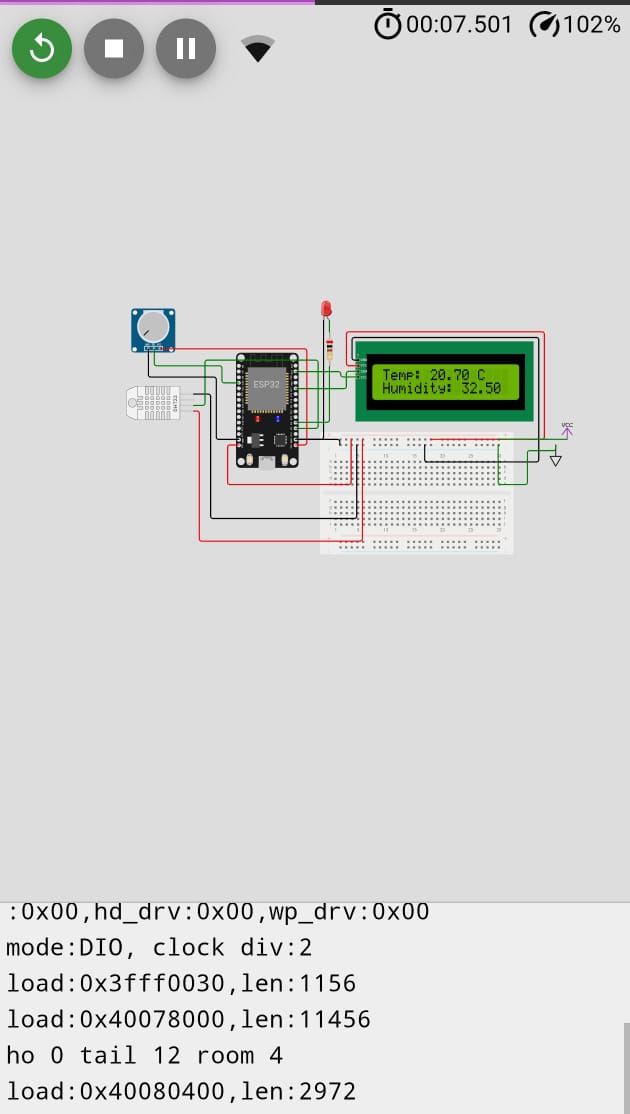 00:07.501 102%
ESP32
Temp: 20.70 C
Humidity: 32.50
DHT22
VCC
:0x00,hd_drv:0x00,wp_drv:0x00
mode:DIO, clock div:2
load:0x3fff0030,len:1156
load:0x40078000,len:11456
ho 0 tail 12 room 4
load:0x40080400,len:2972